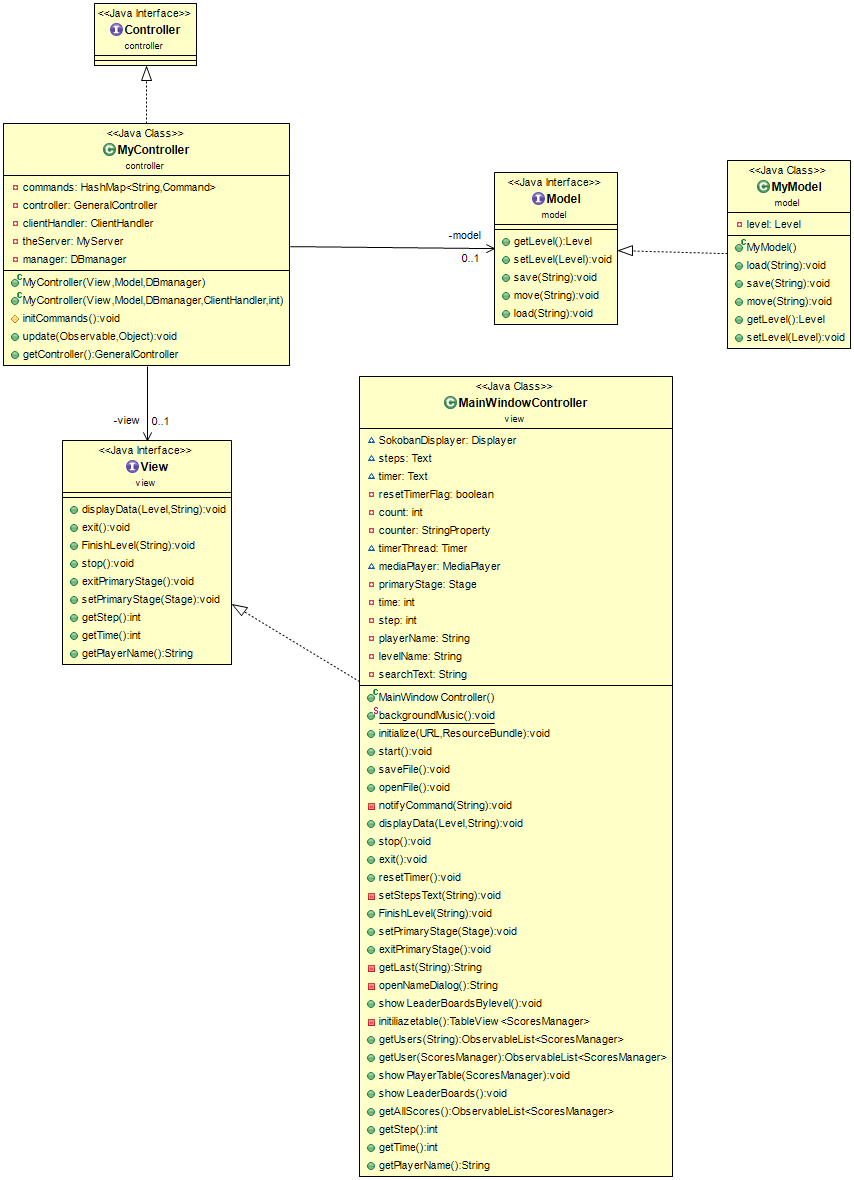 <<Java Interface>>
Controller
controller
<<Java Class>>
MyController
controller
commands: HashMap<String,Command>
controller: GeneralController
clientHandler: ClientHandler
theServer: MyServer
manager: DBmanager
MyController(View,Model,DBmanager)
MyController(View,Model,DBmanager,ClientHandler,int)
initCommands():void
update(Observable,Object):void
getController():GeneralController
-model
0..1
<<Java Interface>>
Model
model
getLevel():Level
setLevel(Level):void
save(String):void
move(String):void
load(String):void
<<Java Class>>
MyModel
model
level: Level
MyModel()
load(String):void
save(String):void
move(String):void
getLevel():Level
setLevel(Level):void
-view
0..1
<<Java Interface>>
View
view
displayData(Level,String):void
exit():void
FinishLevel(String):void
stop():void
exitPrimaryStage():void
setPrimaryStage(Stage):void
getStep():int
getTime():int
getPlayerName():String
<<Java Class>>
MainWindowController
view
SokobanDisplayer: Displayer
steps: Text
timer: Text
resetTimerFlag: boolean
count: int
counter: StringProperty
timerThread: Timer
mediaPlayer: MediaPlayer
primaryStage: Stage
time: int
step: int
playerName: String
levelName: String
searchText: String
MainWindowController()
backgroundMusic():void
initialize(URL,ResourceBundle):void
start():void
saveFile():void
openFile():void
notifyCommand(String):void
displayData(Level,String):void
stop():void
exit():void
resetTimer():void
setStepsText(String):void
FinishLevel(String):void
setPrimaryStage(Stage):void
exitPrimaryStage():void
getLast(String):String
openNameDialog():String
showLeaderBoardsBylevel():void
initiliazetable():TableView<ScoresManager>
getUsers(String):ObservableList<ScoresManager>
getUser(ScoresManager):ObservableList<ScoresManager>
showPlayerTable(ScoresManager):void
showLeaderBoards():void
getAllScores():ObservableList<ScoresManager>
getStep():int
getTime():int
getPlayerName():String